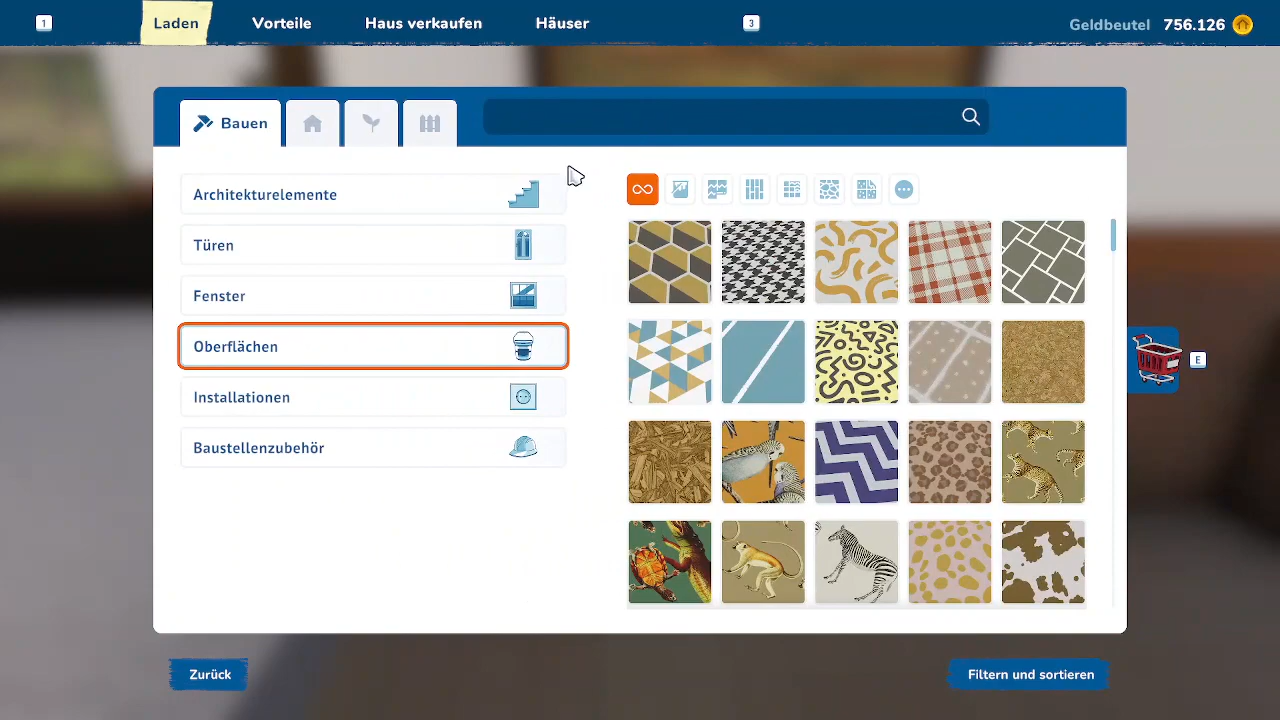 1 Laden Vorteile Haus verkaufen Häuser 3 Geldbeutel 756.126
Bauen
Architekturelemente
Türen
Fenster
Oberflächen
E
Installationen
Baustellenzubehör
Zurück Filtern und sortieren